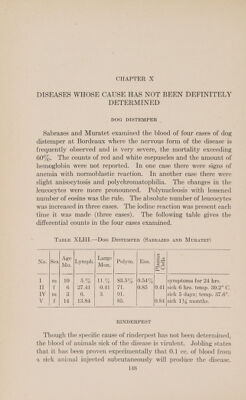 CHAPTER X
DISEASES WHOSE CAUSE HAS NOT BEEN DEFINITELY
DETERMINED
DOG DISTEMPER
Sabrazes and Muratet examined the blood of four cases of dog
distemper at Bordeaux where the nervous form of the disease is
frequently observed and is very severe, the mortality exceeding
60%. The counts of red and white corpuscles and the amount of
hemoglobin were not reported. In one case there were signs of
anemia with normoblastic reaction. In another case there were
slight anisocytosis and polychromatophilia. The changes in the
leucocytes were more pronounced. Polynucleosis with lessened
number of eosins was the rule. The absolute number of leucocytes
was increased in three cases. The iodine reaction was present each
time it was made (three cases). The following table gives the
differential counts in the four cases examined.
TABLE XLIII.—DOG DISTEMPER (SABRAZES AND MURATET)
No. Sex Age Mo. Lymph. Large Mon. Polym. Eos. Plasma Cells
I m 10 5.% 11.% 83.5% 0.54% symptoms for 24 hrs.
II f 6 27.41 0.41 71. 0.85 0.41 sick 6 hrs. temp. 39.2° C.
IV m 2 6. 3. 91. sick 5 days; temp. 37.6°.
V f 14 13.84 85. 0.84 sick 1½ months.
RINDERPEST
Though the specific cause of rinderpest has not been determined,
the blood of animals sick of the disease is virulent. Jobling states
that it has been proven experimentally that 0.1 cc. of blood from
a sick animal injected subcutaneously will produce the disease.
148